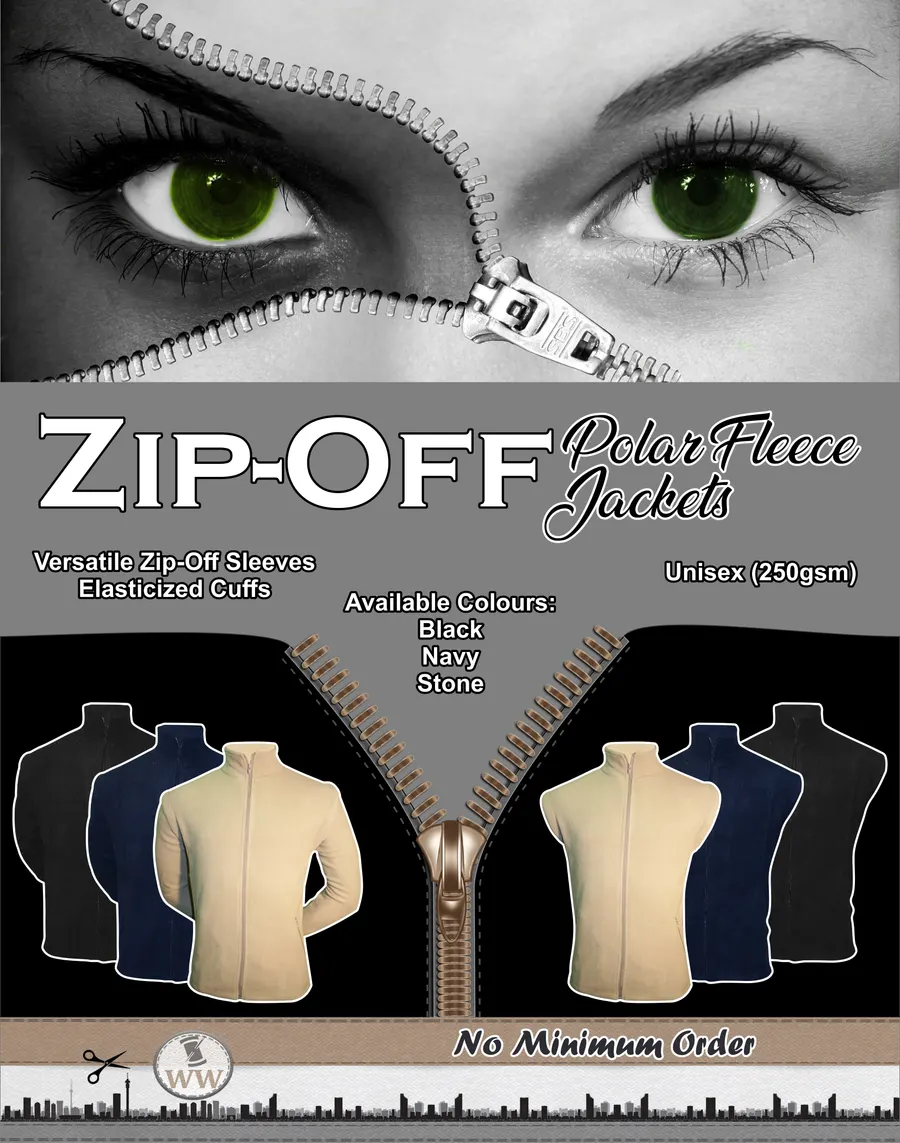 SBS
Zip-Off Polar Fleece
Jackets
Versatile Zip-Off Sleeves
Elasticized Cuffs
Unisex (250gsm)
Available Colours:
Black
Navy
Stone
No Minimum Order
WW